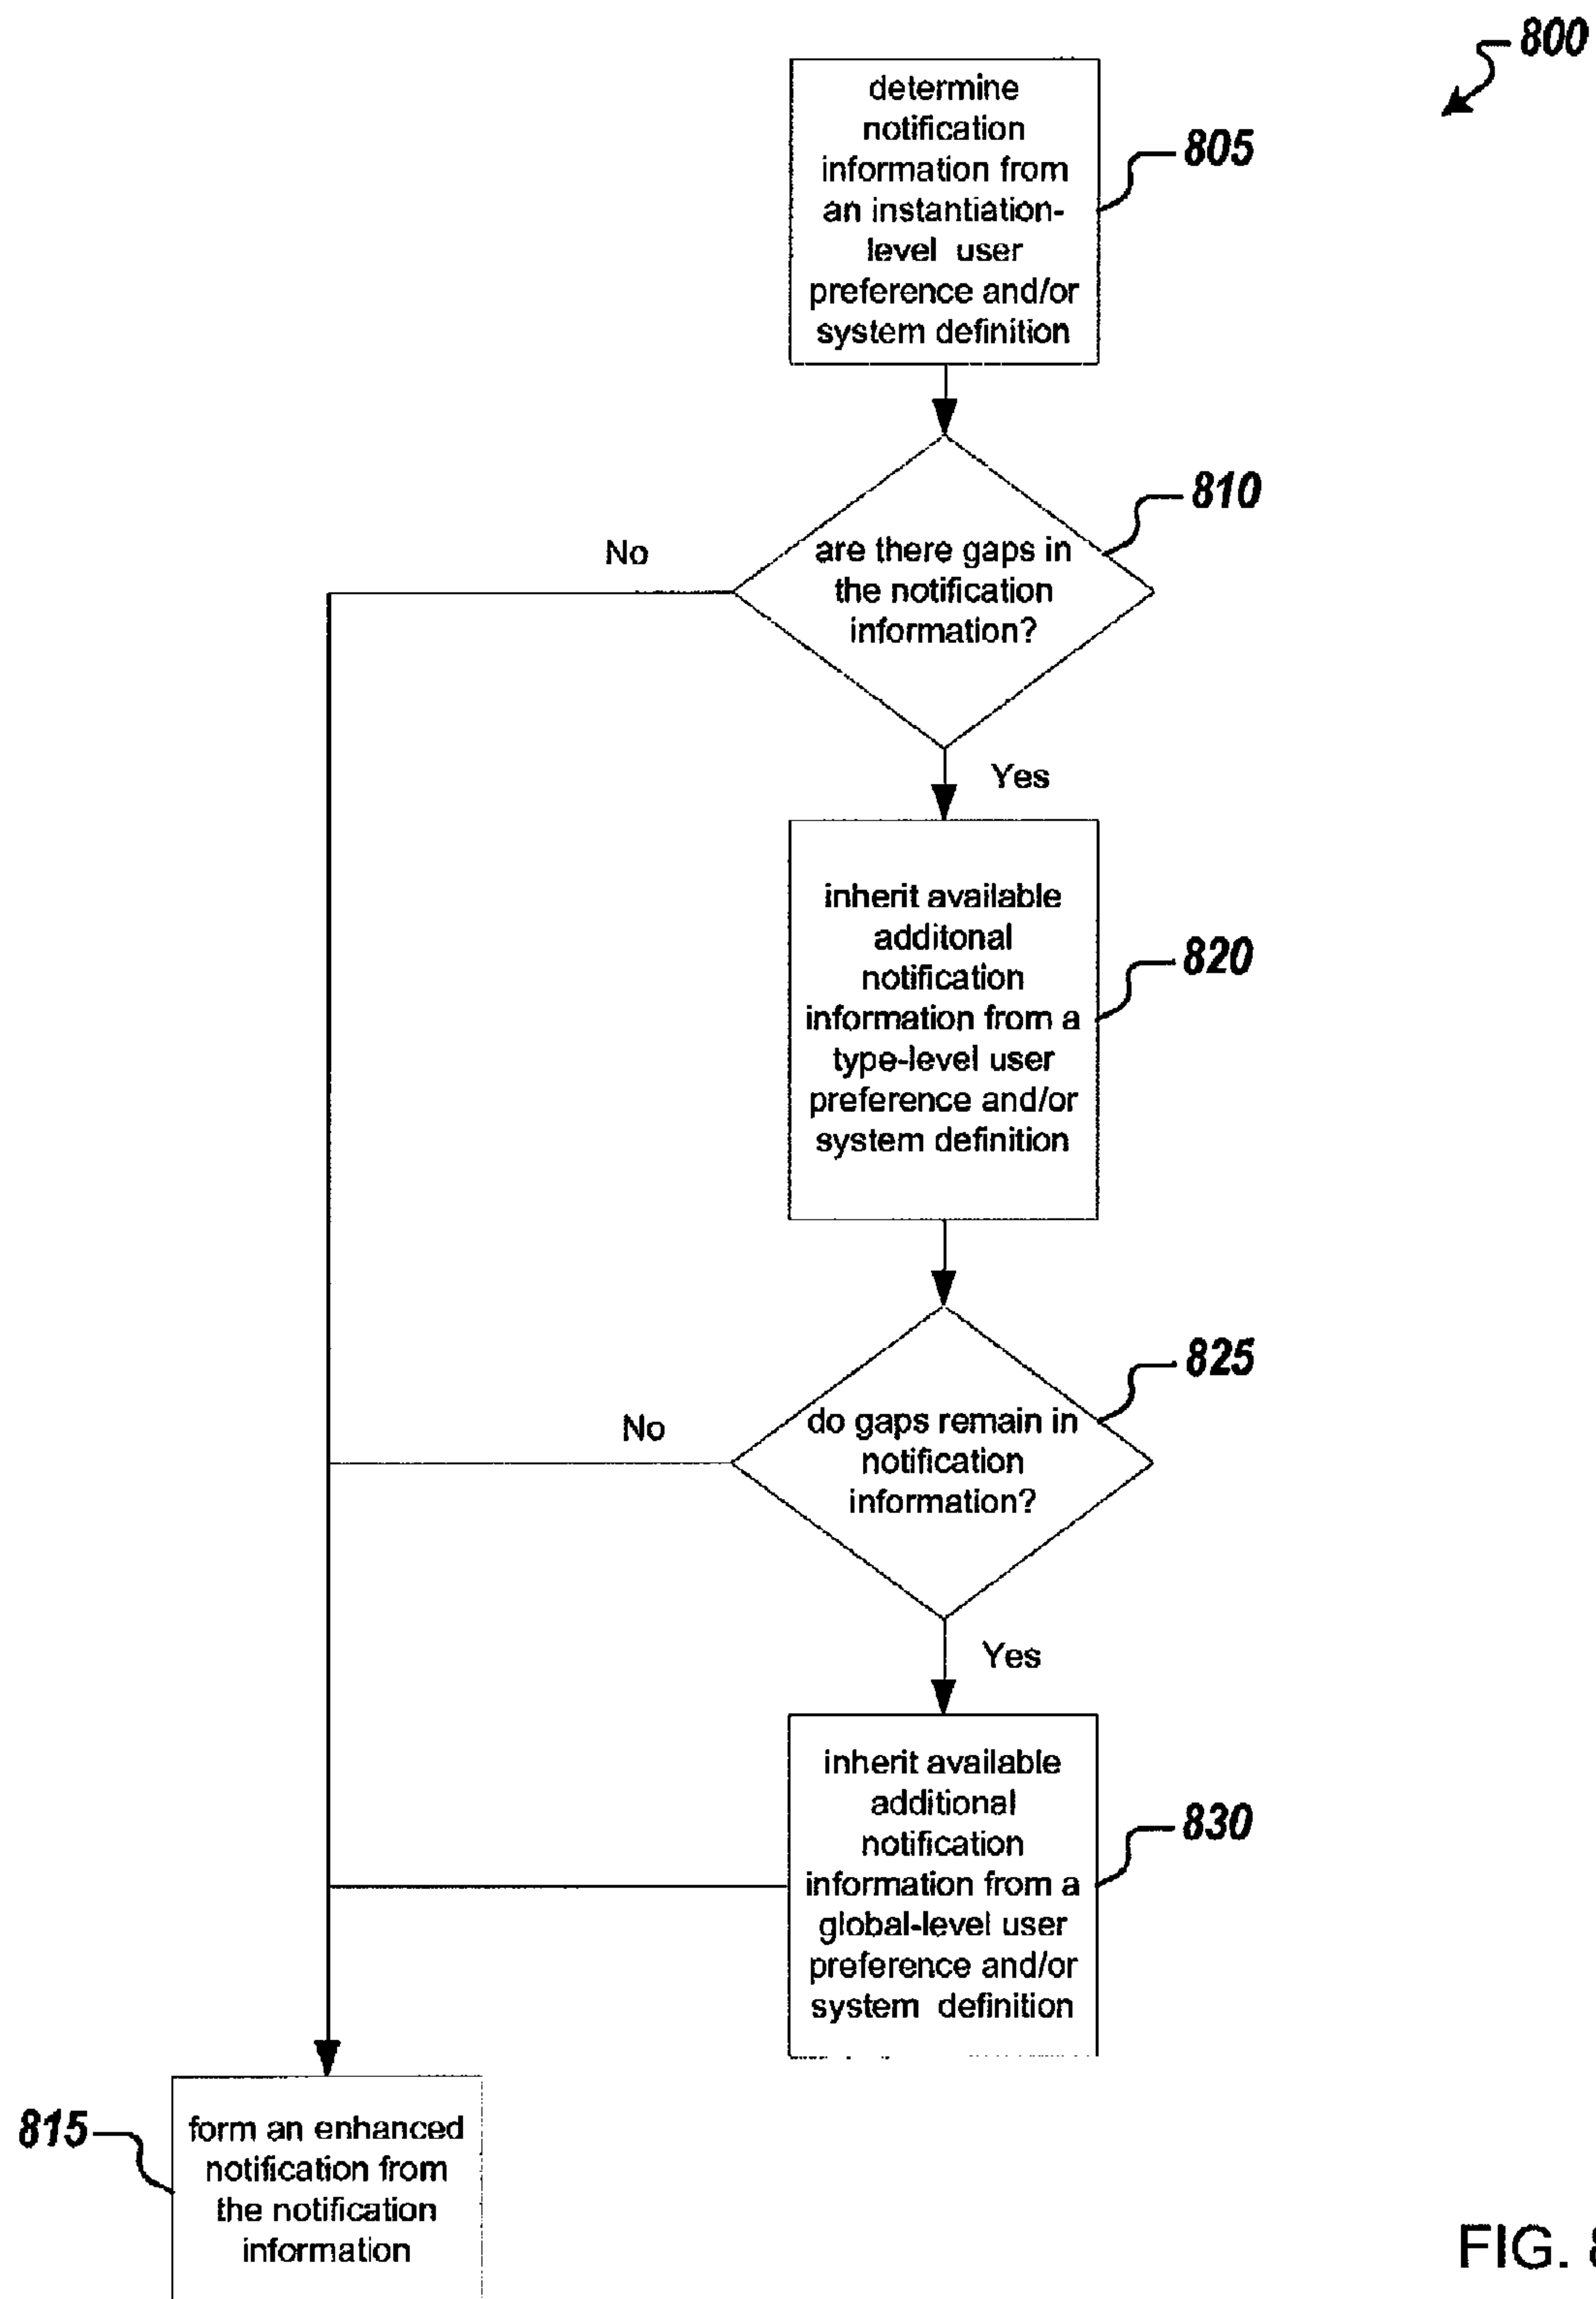 800
determine
notification
information from
an instantiation-
level user
preference and/or
system definition
805
810
are there gaps in
the notification
information?
No
Yes
inherit available
additonal
notification
information from a
type-level user
preference and/or
system definition
820
825
do gaps remain in
notification
information?
No
Yes
inherit available
additional
notification
information from a
global-level user
preference and/or
system definition
830
815
form an enhanced
notification from
the notification
information
FIG. 8